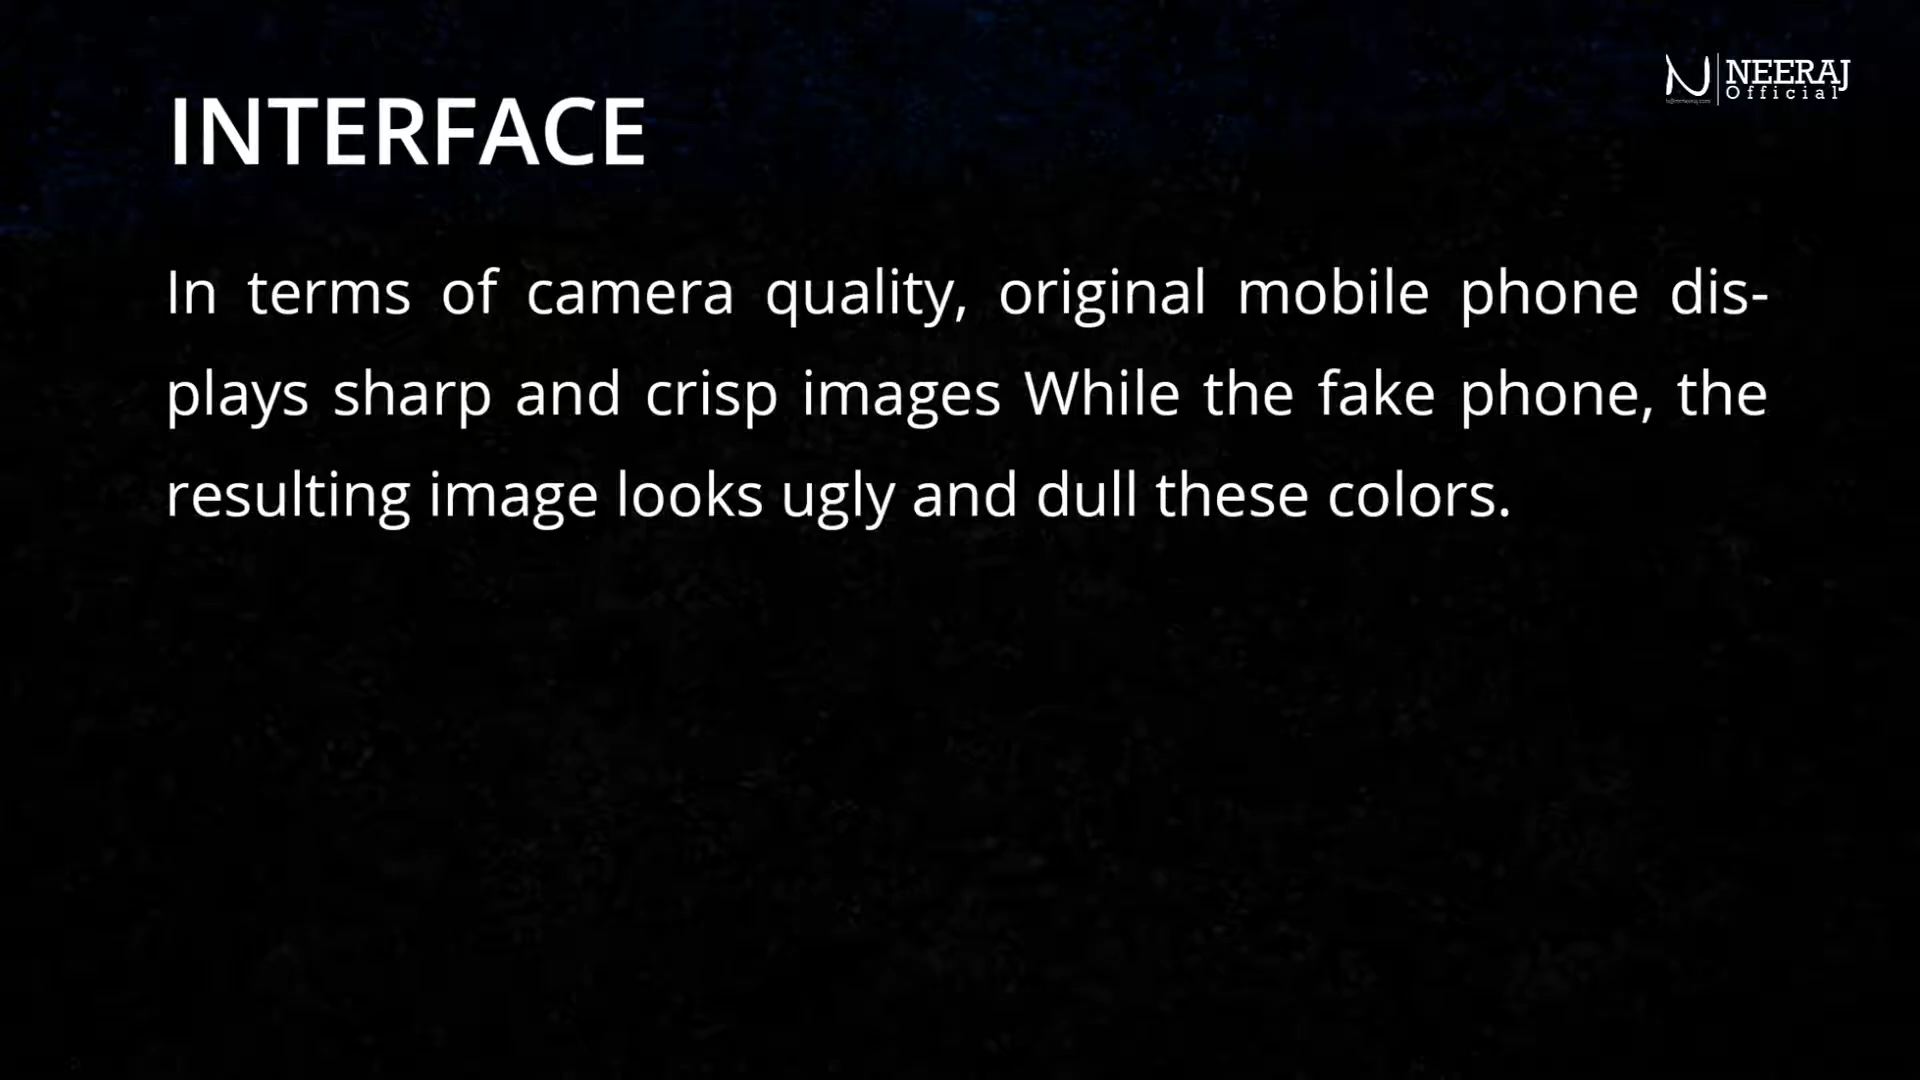 NEERAJ
Official
INTERFACE
In terms of camera quality, original mobile phone dis-
plays sharp and crisp images While the fake phone, the
resulting image looks ugly and dull these colors.